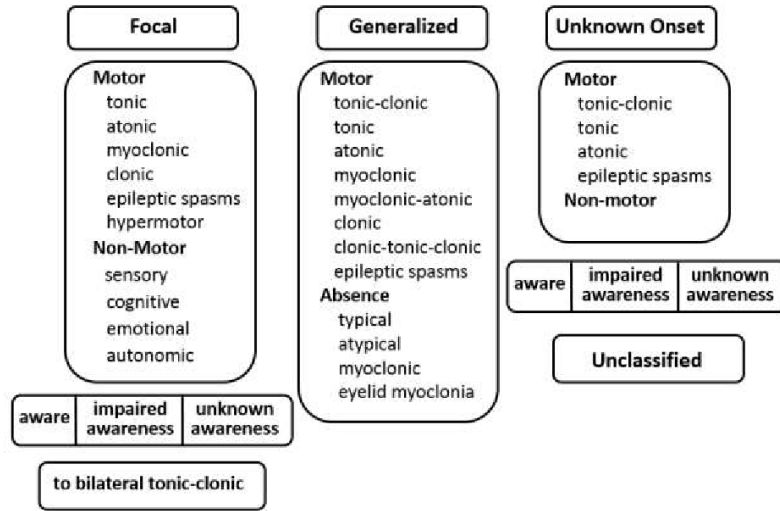 Focal
Motor
tonic
atonic
myoclonic
clonic
epileptic spasms
hypermotor
Non-Motor
sensory
cognitive
emotional
autonomic
aware
impaired
awareness
unknown
awareness
to bilateral tonic-clonic
Generalized
Motor
tonic-clonic
tonic
atonic
myoclonic
myoclonic-atonic
clonic
clonic-tonic-clonic
epileptic spasms
Absence
typical
atypical
myoclonic
eyelid myoclonia
Unknown Onset
Motor
tonic-clonic
tonic
atonic
epileptic spasms
Non-motor
aware
impaired
awareness
unknown
awareness
Unclassified